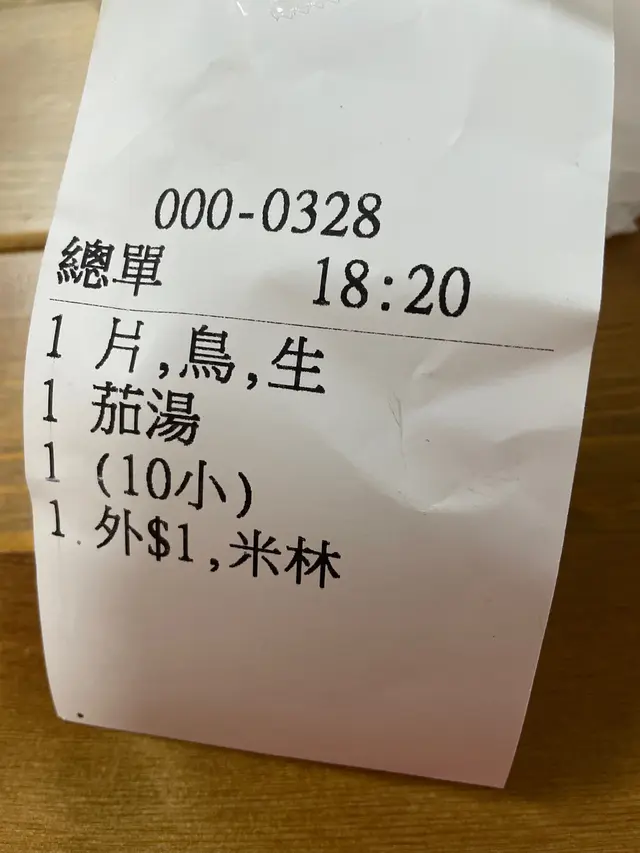 000-0328
總單 18:20
1 片,鳥,生
1 茄湯
1 (10小)
1 外$1,米林